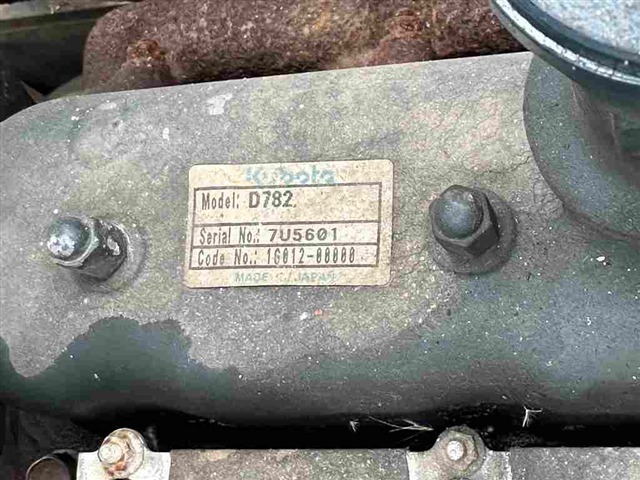 Kubota
Model: D782
Serial No.: 7U5601
Code No.: 1G012-00000
MADE IN JAPAN